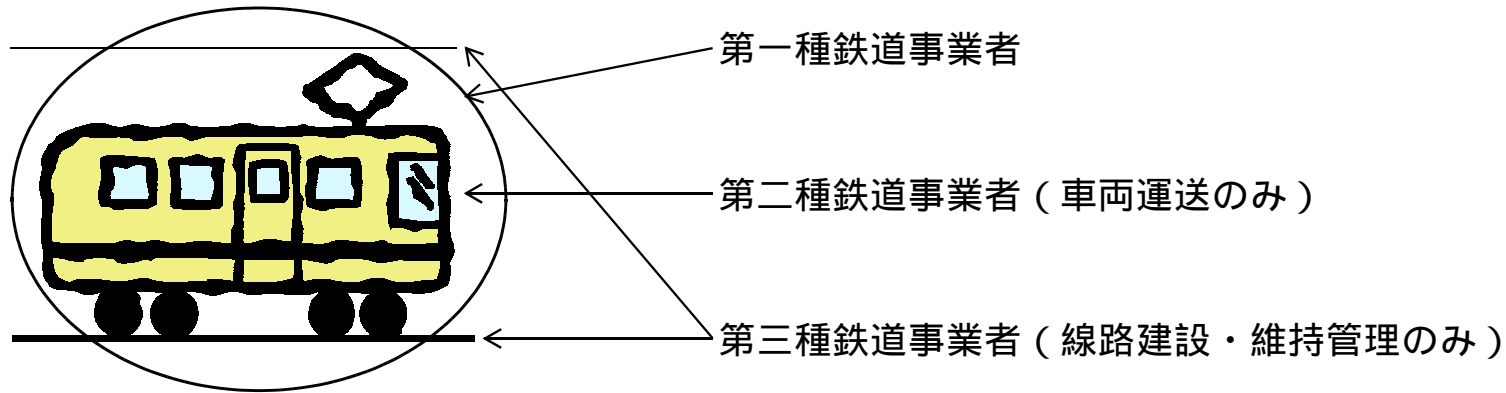 第一種鉄道事業者
第二種鉄道事業者(車両運送のみ)
第三種鉄道事業者(線路建設・維持管理のみ)